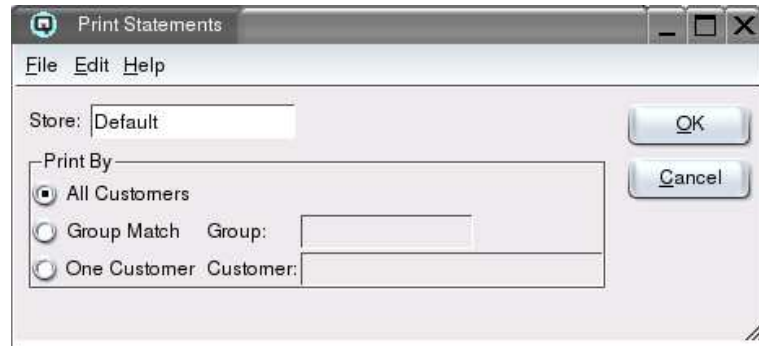 Print Statements
File Edit Help
Store: Default
OK
Print By
Cancel
All Customers
Group Match Group:
One Customer Customer: